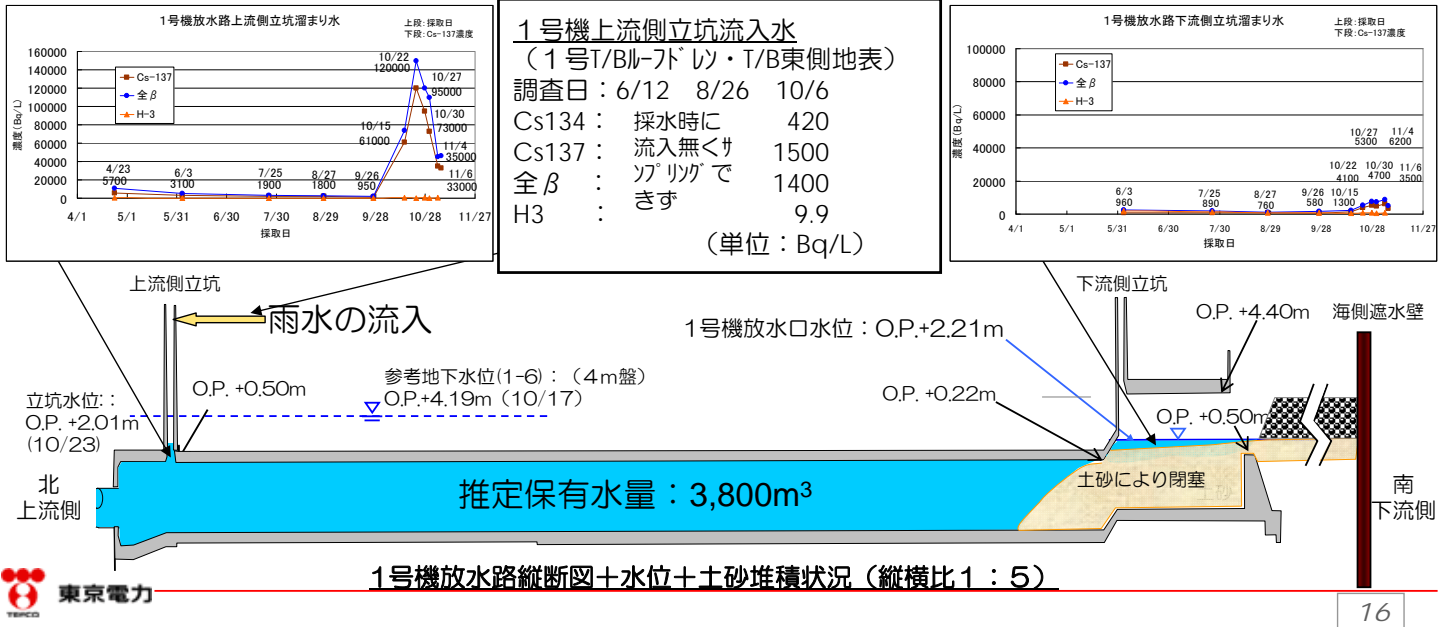 1号機放水路上流側立坑溜まり水
上段:採取日
下段:Cs-137濃度
濃度(Bq/L)
160000
140000
120000
100000
80000
60000
40000
20000
0
Cs-137
全β
H-3
4/23
5700
6/3
3100
7/25
1900
8/27
1800
9/26
950
10/15
61000
10/22
120000
10/27
95000
10/30
73000
11/4
35000
11/6
33000
4/1 5/1 5/31 6/30 7/30 8/29 9/28 10/28 11/27
採取日
1号機上流側立坑流入水
(1号T/Bルーフドレン・T/B東側地表)
調査日:6/12 8/26 10/6
Cs134: 採水時に 420
Cs137: 流入無くサ 1500
全β : ンプリングで 1400
H3 : きず 9.9
(単位:Bq/L)
1号機放水路下流側立坑溜まり水
上段:採取日
下段:Cs-137濃度
濃度(Bq/L)
100000
80000
60000
40000
20000
0
Cs-137
全β
H-3
6/3
960
7/25
890
8/27
760
9/26
580
10/15
1300
10/22
4100
10/27
5300
10/30
4700
11/4
6200
11/6
3500
4/1 5/1 5/31 6/30 7/30 8/29 9/28 10/28 11/27
採取日
上流側立坑
雨水の流入
下流側立坑
1号機放水口水位:O.P.+2.21m
O.P. +4.40m
海側遮水壁
立坑水位::
O.P. +2.01m
(10/23)
O.P. +0.50m
参考地下水位(1-6):(4m盤)
O.P.+4.19m (10/17)
O.P. +0.22m
O.P. +0.50m
北
上流側
推定保有水量:3,800m³
土砂により閉塞
南
下流側
1号機放水路縦断図+水位+土砂堆積状況(縦横比1:5)
TEPCO
東京電力
16